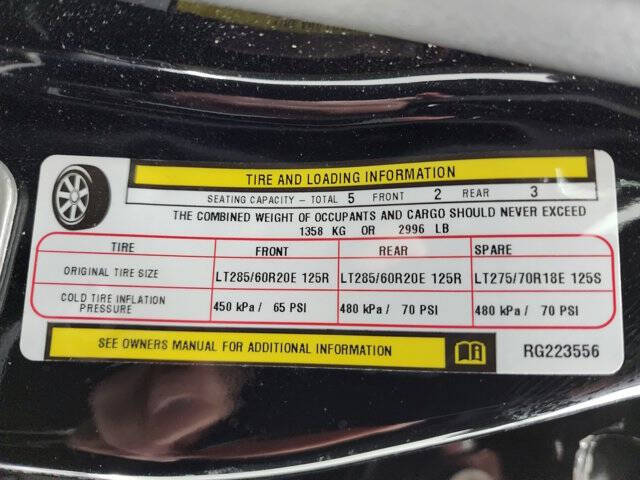 TIRE AND LOADING INFORMATION
SEATING CAPACITY - TOTAL 5 FRONT 2 REAR 3
THE COMBINED WEIGHT OF OCCUPANTS AND CARGO SHOULD NEVER EXCEED
1358 KG OR 2996 LB
TIRE FRONT REAR SPARE
ORIGINAL TIRE SIZE LT285/60R20E 125R LT285/60R20E 125R LT275/70R18E 125S
COLD TIRE INFLATION PRESSURE 450 kPa / 65 PSI 480 kPa / 70 PSI 480 kPa / 70 PSI
SEE OWNERS MANUAL FOR ADDITIONAL INFORMATION RG223556